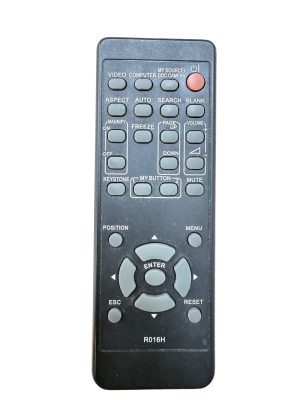 MY SOURCE/
VIDEO COMPUTER DOC.CAMERA
ASPECT AUTO SEARCH BLANK
MAGNIFY PAGE VOLUME
ON FREEZE UP +
OFF DOWN -
KEYSTONE MY BUTTON MUTE
1 2
POSITION MENU
ENTER
ESC RESET
R016H